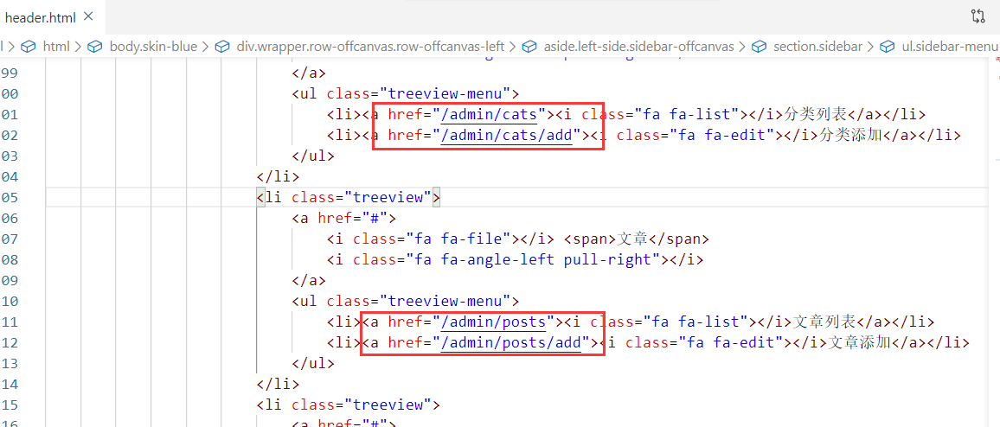 header.html
l > html > body.skin-blue > div.wrapper.row-offcanvas.row-offcanvas-left > aside.left-side.sidebar-offcanvas > section.sidebar > ul.sidebar-menu
99 </a>
00 <ul class="treeview-menu">
01 <li><a href="/admin/cats"><i class="fa fa-list"></i>分类列表</a></li>
02 <li><a href="/admin/cats/add"><i class="fa fa-edit"></i>分类添加</a></li>
03 </ul>
04 </li>
05 <li class="treeview">
06 <a href="#">
07 <i class="fa fa-file"></i> <span>文章</span>
08 <i class="fa fa-angle-left pull-right"></i>
09 </a>
10 <ul class="treeview-menu">
11 <li><a href="/admin/posts"><i class="fa fa-list"></i>文章列表</a></li>
12 <li><a href="/admin/posts/add"><i class="fa fa-edit"></i>文章添加</a></li>
13 </ul>
14 </li>
15 <li class="treeview">
16 <a href="#">